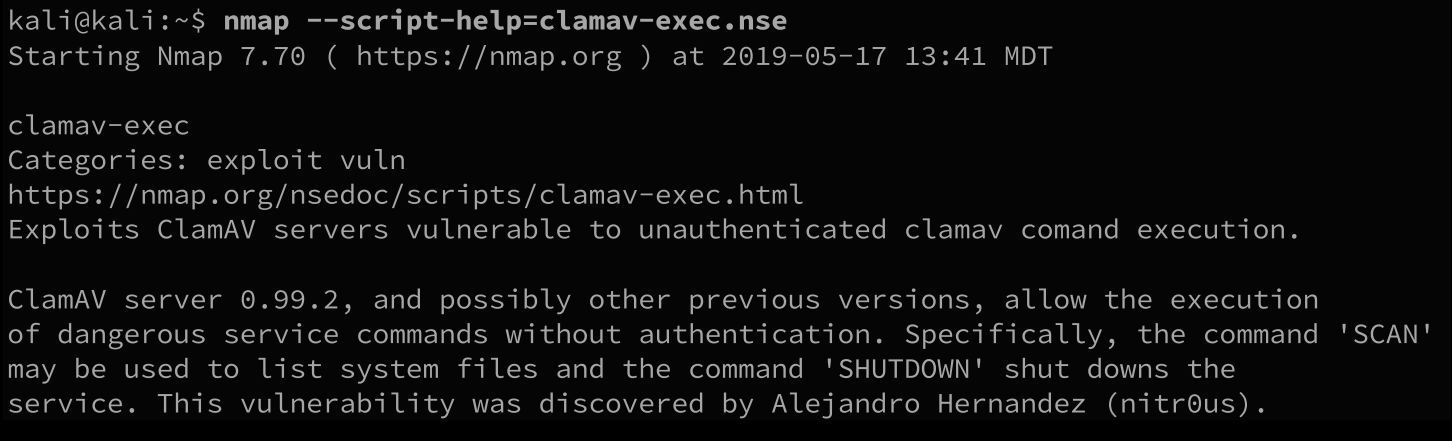 kali@kali:~$ nmap --script-help=clamav-exec.nse
Starting Nmap 7.70 ( https://nmap.org ) at 2019-05-17 13:41 MDT
clamav-exec
Categories: exploit vuln
https://nmap.org/nsedoc/scripts/clamav-exec.html
Exploits ClamAV servers vulnerable to unauthenticated clamav comand execution.
ClamAV server 0.99.2, and possibly other previous versions, allow the execution
of dangerous service commands without authentication. Specifically, the command 'SCAN'
may be used to list system files and the command 'SHUTDOWN' shut downs the
service. This vulnerability was discovered by Alejandro Hernandez (nitr0us).